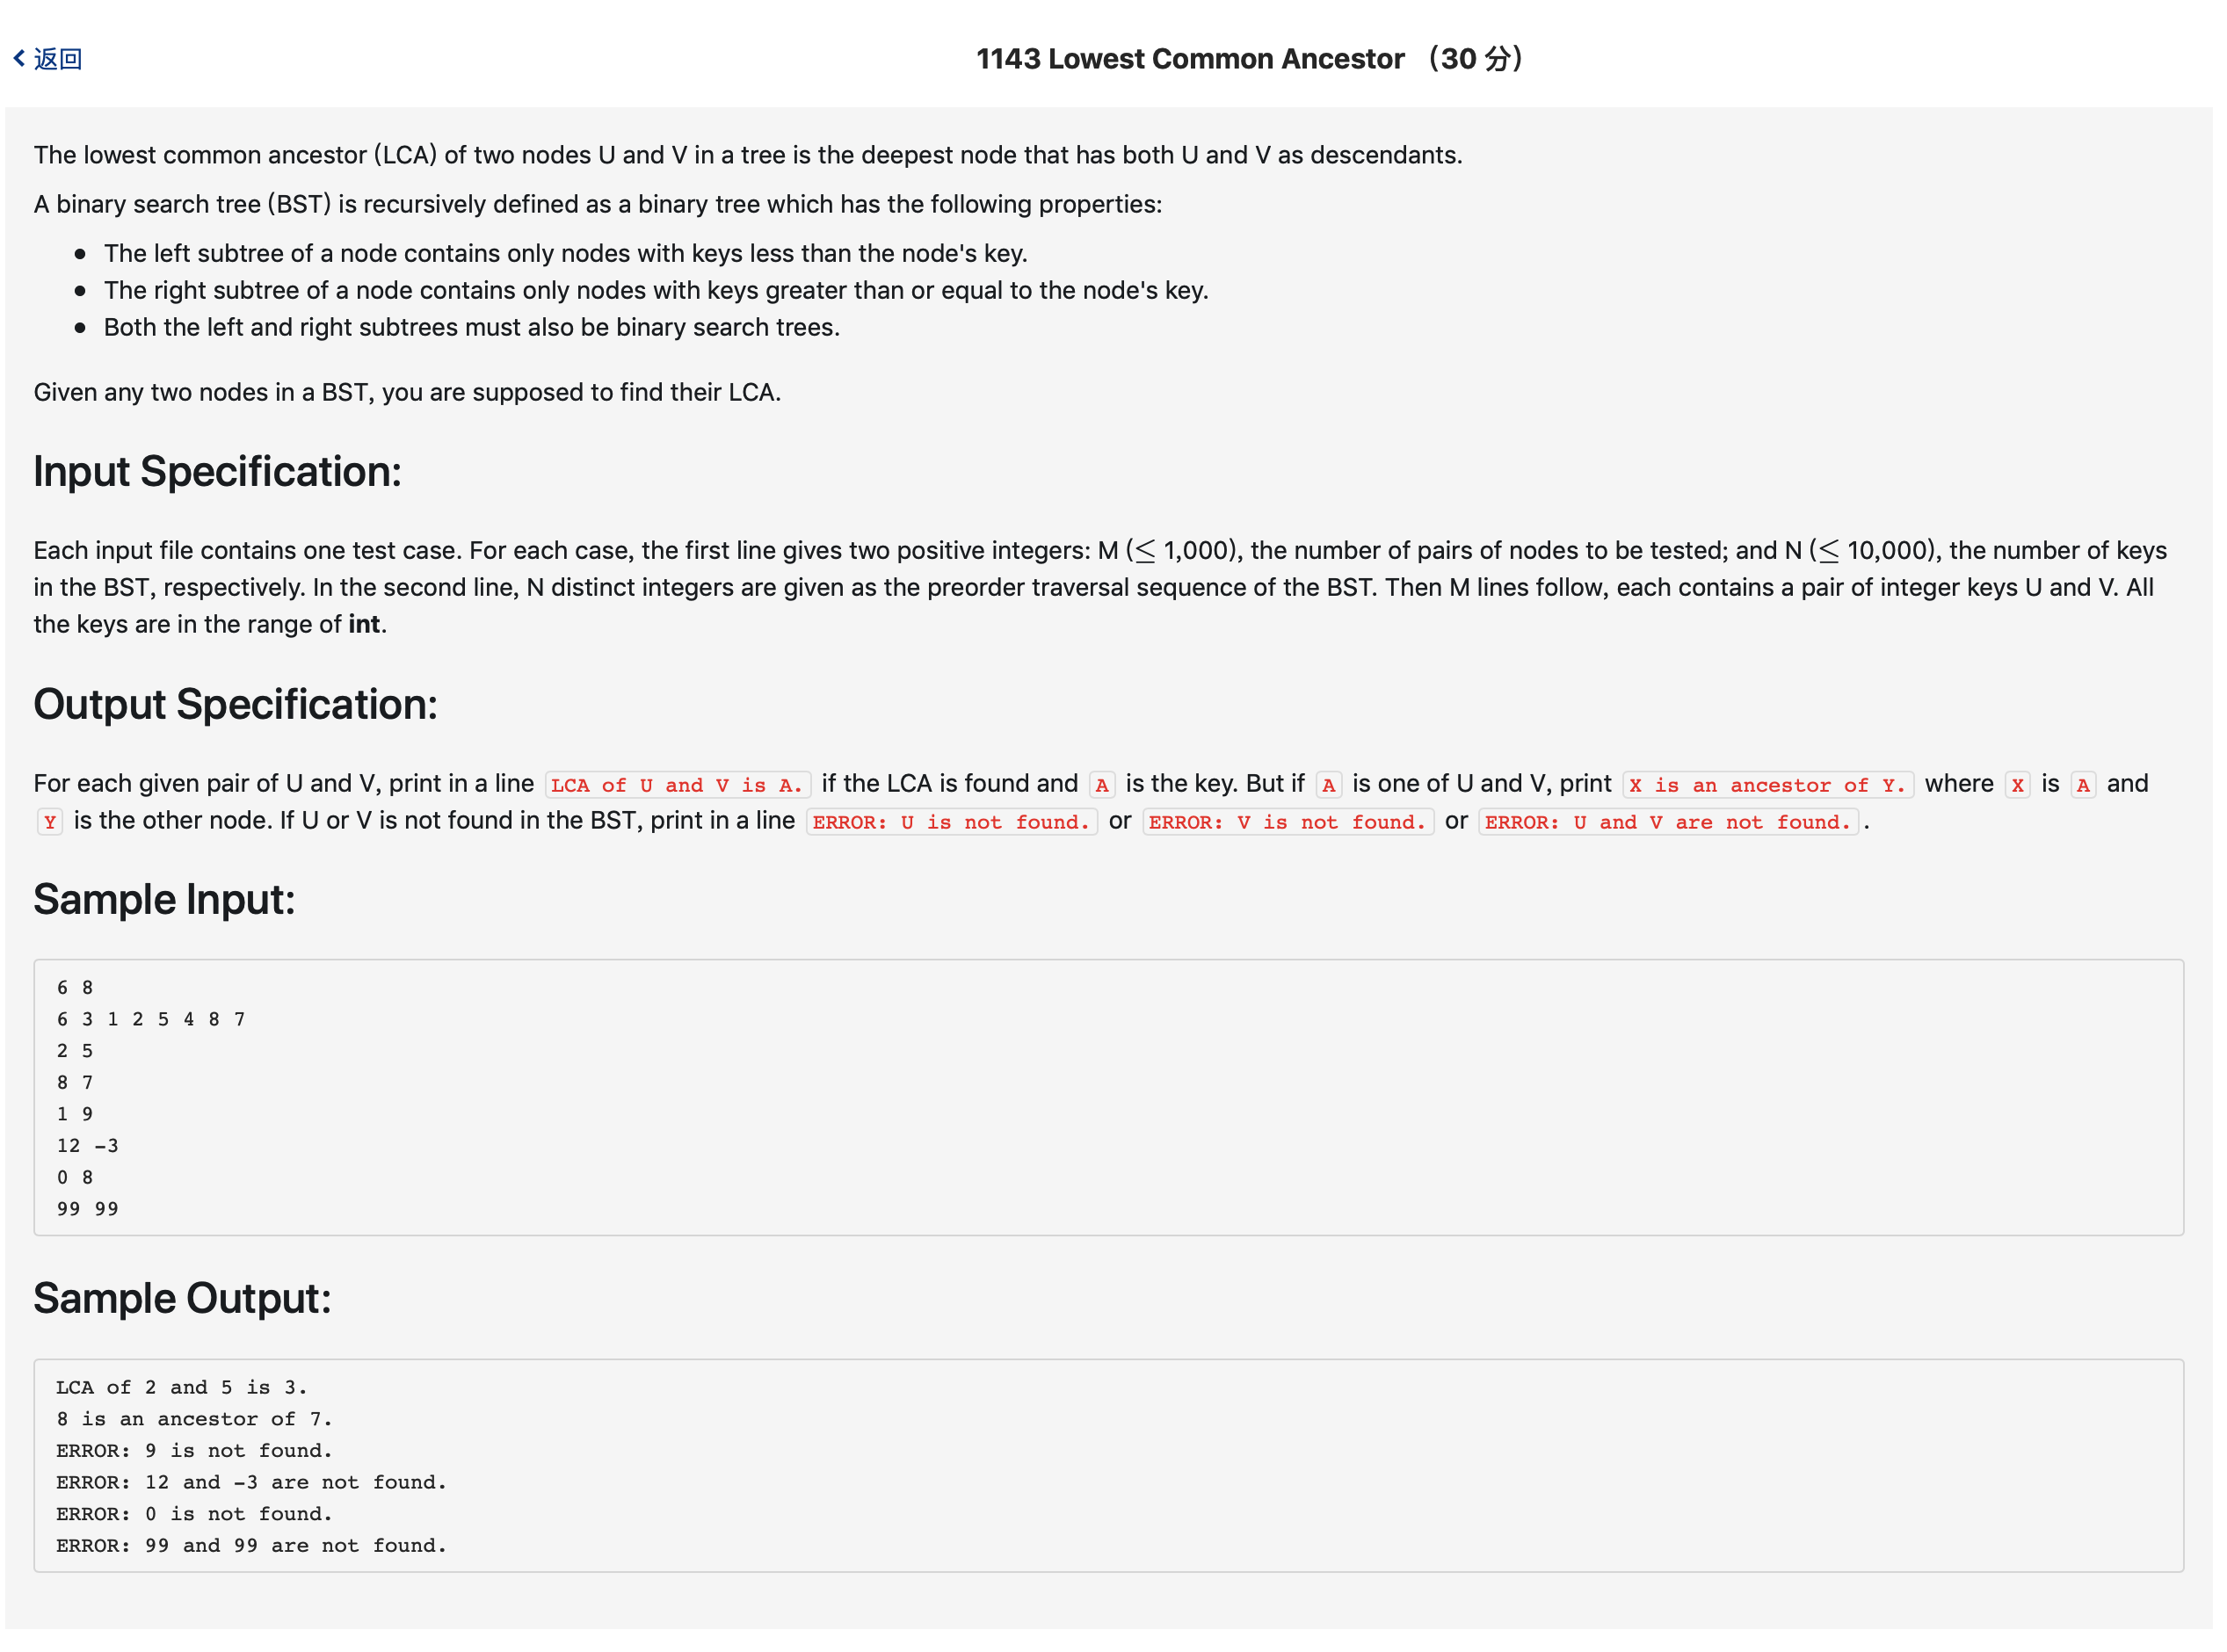 返回
1143 Lowest Common Ancestor （30 分）
The lowest common ancestor (LCA) of two nodes U and V in a tree is the deepest node that has both U and V as descendants.
A binary search tree (BST) is recursively defined as a binary tree which has the following properties:
• The left subtree of a node contains only nodes with keys less than the node's key.
• The right subtree of a node contains only nodes with keys greater than or equal to the node's key.
• Both the left and right subtrees must also be binary search trees.
Given any two nodes in a BST, you are supposed to find their LCA.
Input Specification:
Each input file contains one test case. For each case, the first line gives two positive integers: M (≤ 1,000), the number of pairs of nodes to be tested; and N (≤ 10,000), the number of keys
in the BST, respectively. In the second line, N distinct integers are given as the preorder traversal sequence of the BST. Then M lines follow, each contains a pair of integer keys U and V. All
the keys are in the range of int.
Output Specification:
For each given pair of U and V, print in a line LCA of U and V is A. if the LCA is found and A is the key. But if A is one of U and V, print X is an ancestor of Y. where X is A and
Y is the other node. If U or V is not found in the BST, print in a line ERROR: U is not found. or ERROR: V is not found. or ERROR: U and V are not found. .
Sample Input:
6 8
6 3 1 2 5 4 8 7
2 5
8 7
1 9
12 -3
0 8
99 99
Sample Output:
LCA of 2 and 5 is 3.
8 is an ancestor of 7.
ERROR: 9 is not found.
ERROR: 12 and -3 are not found.
ERROR: 0 is not found.
ERROR: 99 and 99 are not found.